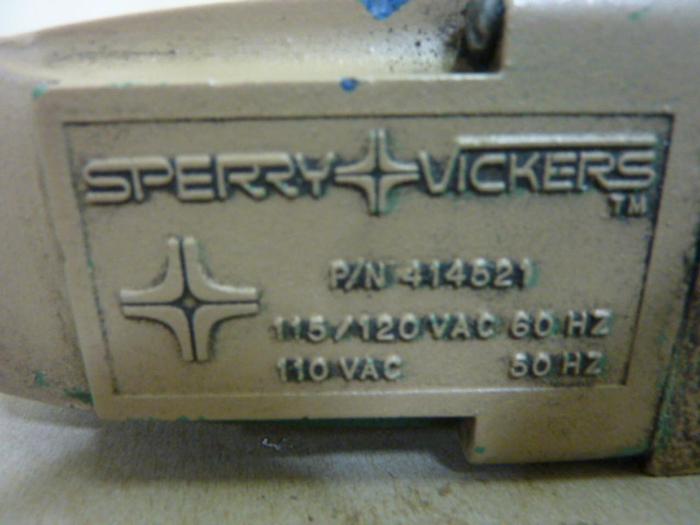 SPERRY VICKERS
TM
P/N 414521
115/120 VAC 60 HZ
110 VAC 50 HZ